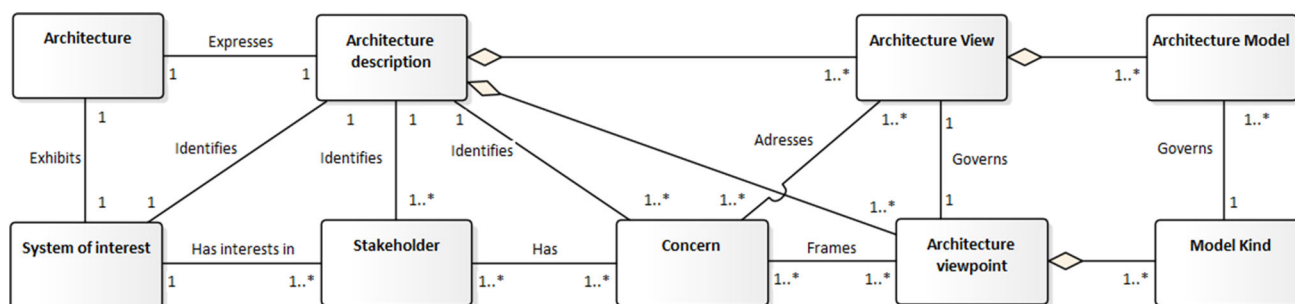 Architecture
Expresses
Architecture
description
Architecture View
Architecture Model
1
1
1..*
1..*
1
1
1
1
1..*
1
1..*
Adresses
Exhibits
Identifies
Identifies
Identifies
Governs
Governs
1
1
1..*
1..*
1..*
1..*
1
1
System of interest
Has interests in
Stakeholder
Has
Concern
Frames
Architecture
viewpoint
Model Kind
1
1..*
1..*
1..*
1..*
1..*
1..*